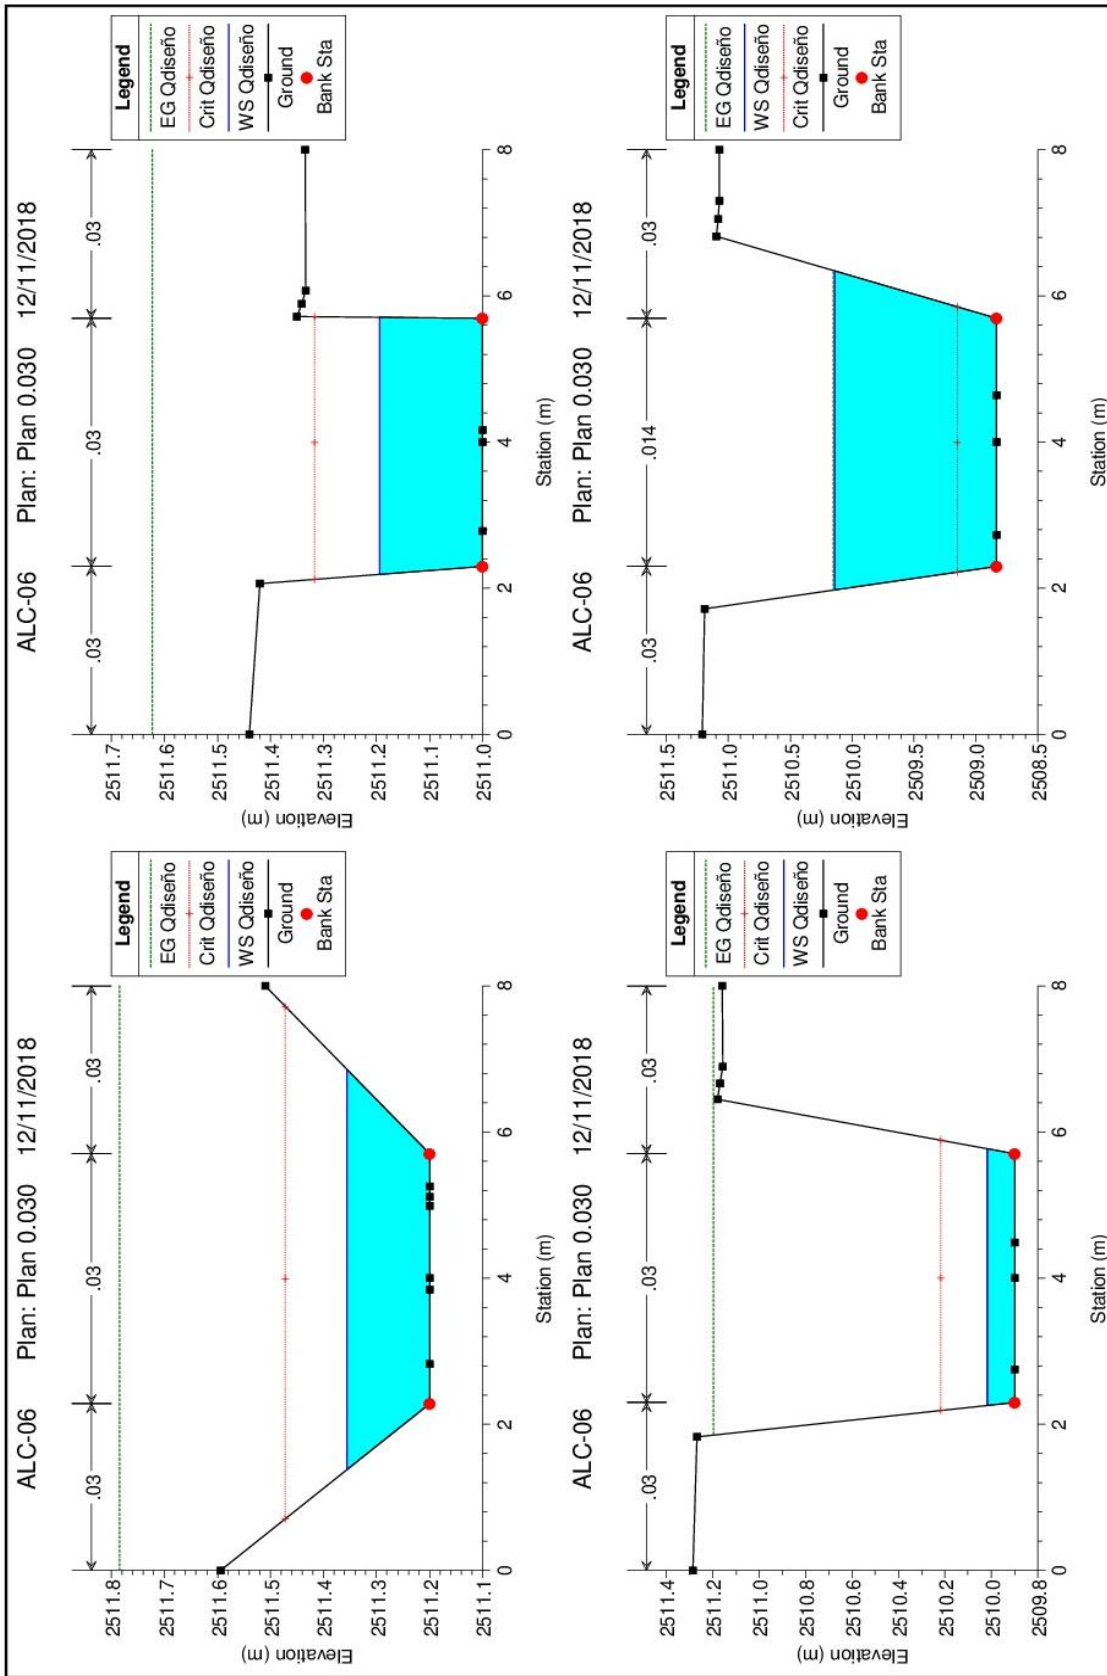 ALC-06 Plan: Plan 0.030 12/11/2018
.03
.03
.03
Legend
EG Qdiseño
Crit Qdiseño
WS Qdiseño
Ground
Bank Sta
2511.8
2511.7
2511.6
2511.5
2511.4
2511.3
2511.2
2511.1
Elevation (m)
0 2 4 6 8
Station (m)
ALC-06 Plan: Plan 0.030 12/11/2018
.03
.03
.03
Legend
EG Qdiseño
Crit Qdiseño
WS Qdiseño
Ground
Bank Sta
2511.7
2511.6
2511.5
2511.4
2511.3
2511.2
2511.1
2511.0
Elevation (m)
0 2 4 6 8
Station (m)
ALC-06 Plan: Plan 0.030 12/11/2018
.03
.03
.03
Legend
EG Qdiseño
Crit Qdiseño
WS Qdiseño
Ground
Bank Sta
2511.4
2511.2
2511.0
2510.8
2510.6
2510.4
2510.2
2510.0
2509.8
Elevation (m)
0 2 4 6 8
Station (m)
ALC-06 Plan: Plan 0.030 12/11/2018
.03
.014
.03
Legend
EG Qdiseño
WS Qdiseño
Crit Qdiseño
Ground
Bank Sta
2511.5
2511.0
2510.5
2510.0
2509.5
2509.0
2508.5
Elevation (m)
0 2 4 6 8
Station (m)